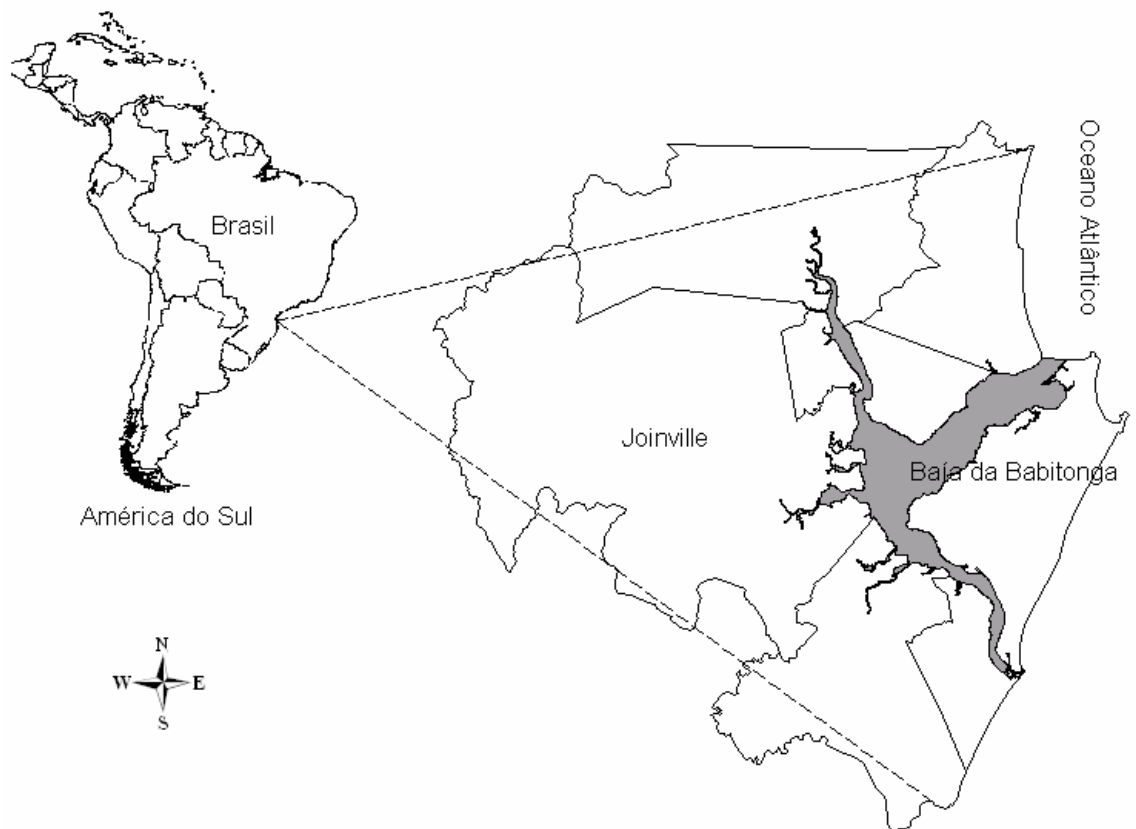 Brasil
América do Sul
Oceano Atlântico
Joinville
Baía da Babitonga
N
W E
S